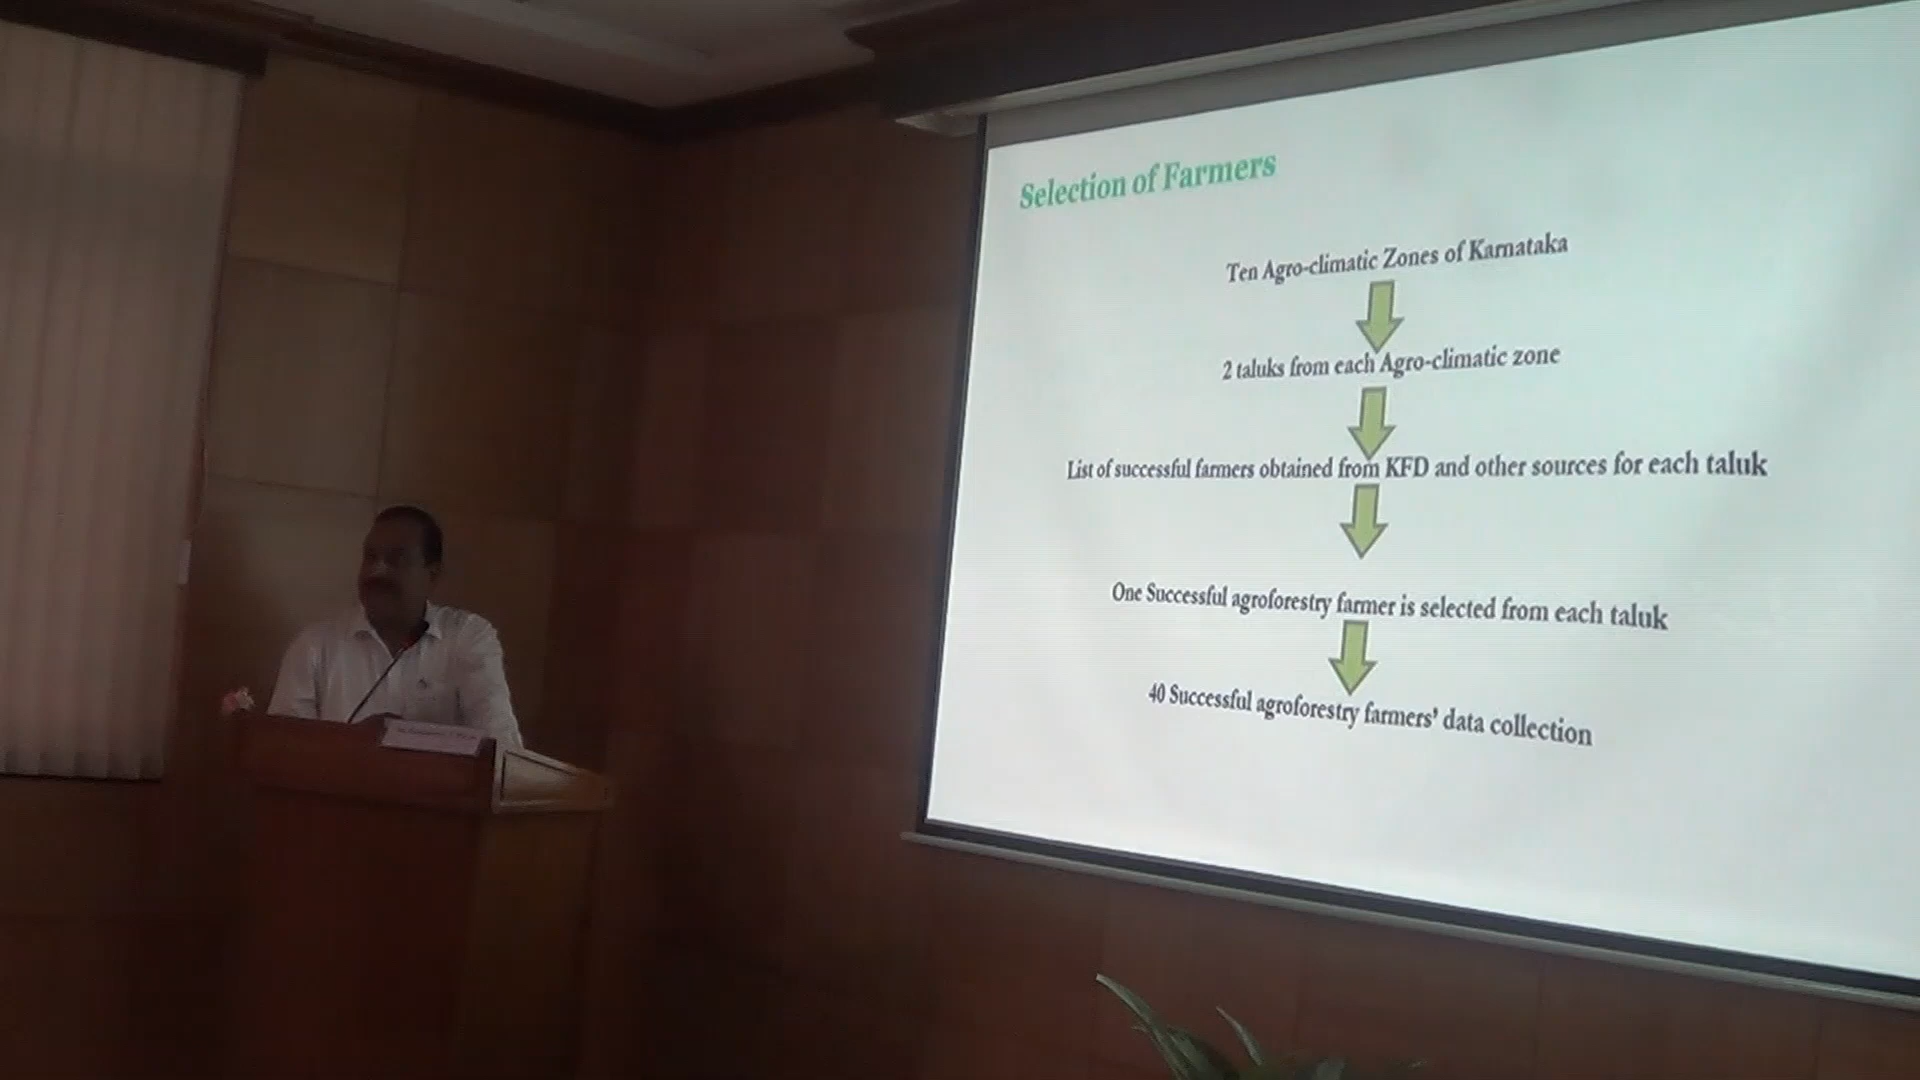 Selection of Farmers
Ten Agro-climatic Zones of Karnataka
2 taluks from each Agro-climatic zone
List of successful farmers obtained from KFD and other sources for each taluk
One Successful agroforestry farmer is selected from each taluk
40 Successful agroforestry farmers' data collection